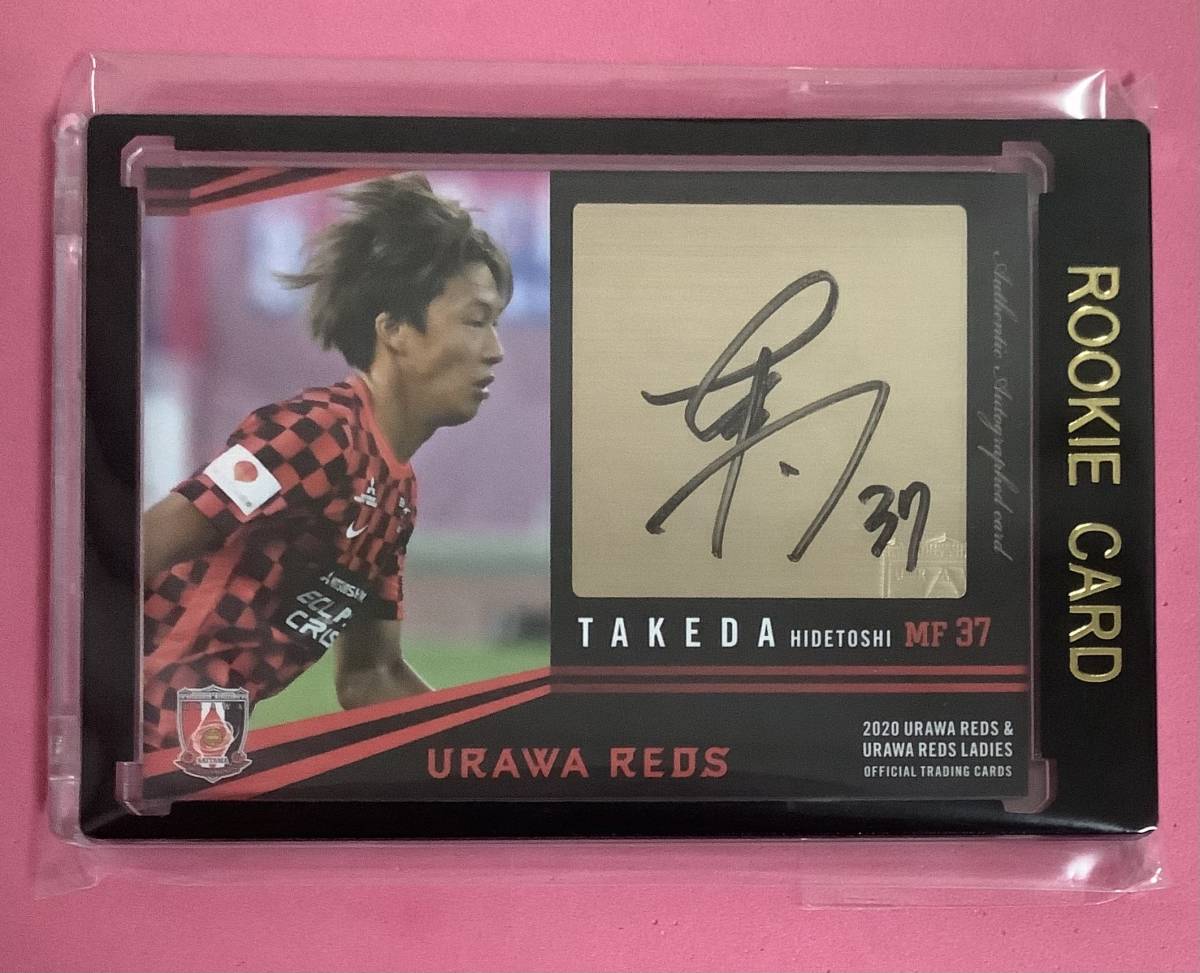 Authentic Autographed card
37
TAKEDA HIDETOSHI MF 37
2020 URAWA REDS &
URAWA REDS LADIES
OFFICIAL TRADING CARDS
URAWA REDS
ROOKIE CARD